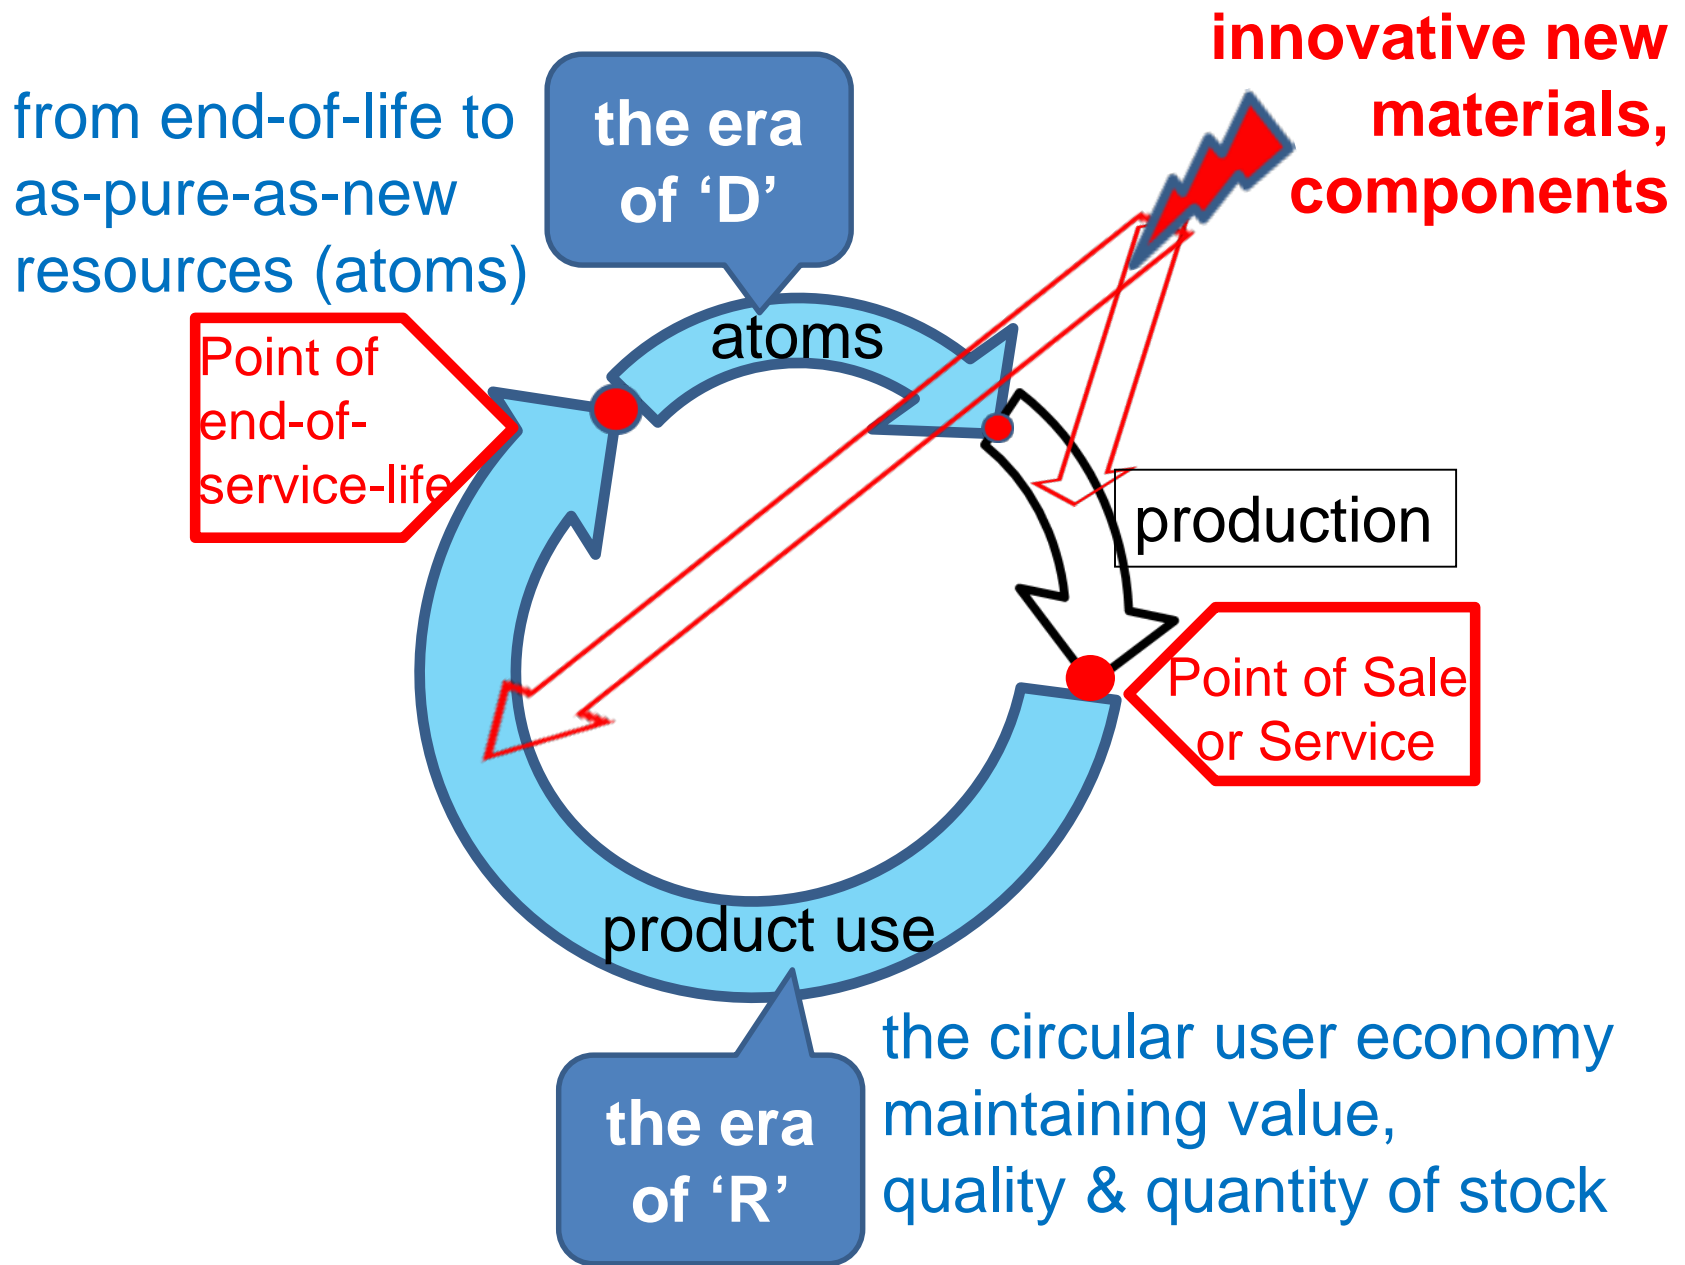 innovative new
materials,
components
from end-of-life to
as-pure-as-new
resources (atoms)
the era
of ‘D’
atoms
Point of
end-of-
service-life
production
Point of Sale
or Service
product use
the era
of ‘R’
the circular user economy
maintaining value,
quality & quantity of stock